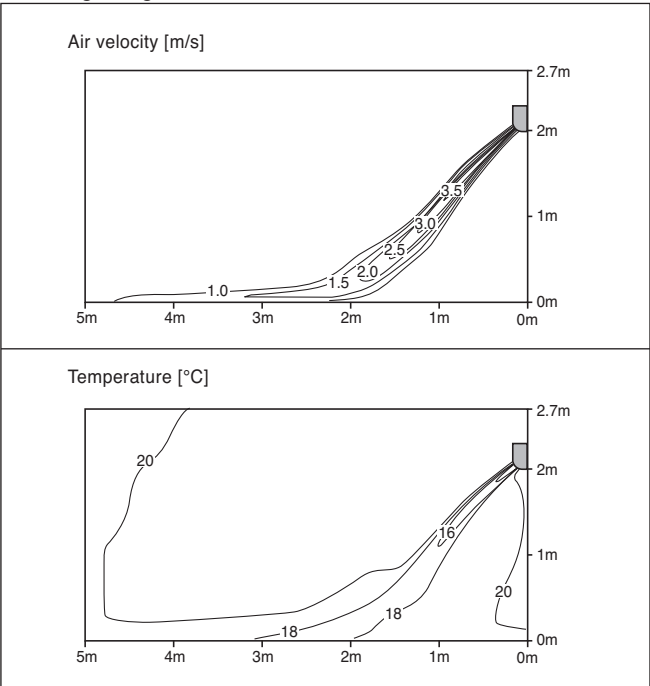 Air velocity [m/s]
2.7m
2m
3.5
1m
3.0
2.5
2.0
1.5
1.0
0m
5m 4m 3m 2m 1m 0m
Temperature [°C]
2.7m
20
2m
16
1m
20
18
18
0m
5m 4m 3m 2m 1m 0m